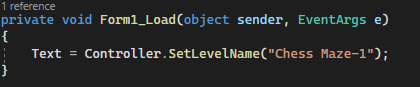 1 reference
private void Form1_Load(object sender, EventArgs e)
{
    Text = Controller.SetLevelName("Chess Maze-1");
}